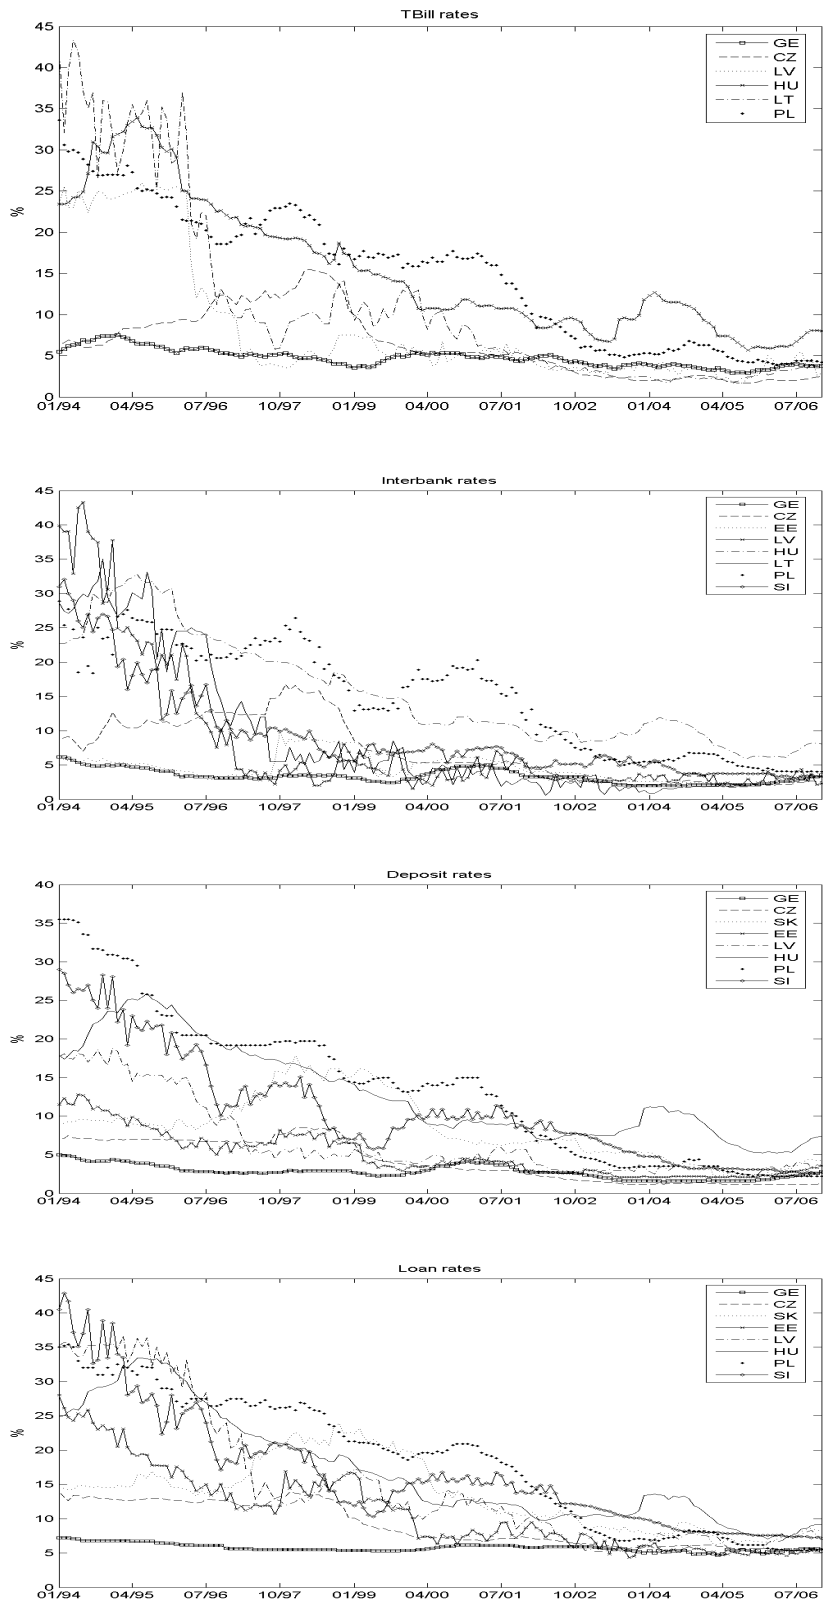 TBill rates
45
40
35
30
25
20
15
10
5
0
%
GE
CZ
LV
HU
LT
PL
01/94 04/95 07/96 10/97 01/99 04/00 07/01 10/02 01/04 04/05 07/06
Interbank rates
45
40
35
30
25
20
15
10
5
0
%
GE
CZ
EE
LV
HU
LT
PL
SI
01/94 04/95 07/96 10/97 01/99 04/00 07/01 10/02 01/04 04/05 07/06
Deposit rates
40
35
30
25
20
15
10
5
0
%
GE
CZ
SK
EE
LV
HU
PL
SI
01/94 04/95 07/96 10/97 01/99 04/00 07/01 10/02 01/04 04/05 07/06
Loan rates
45
40
35
30
25
20
15
10
5
0
%
GE
CZ
SK
EE
LV
HU
PL
SI
01/94 04/95 07/96 10/97 01/99 04/00 07/01 10/02 01/04 04/05 07/06